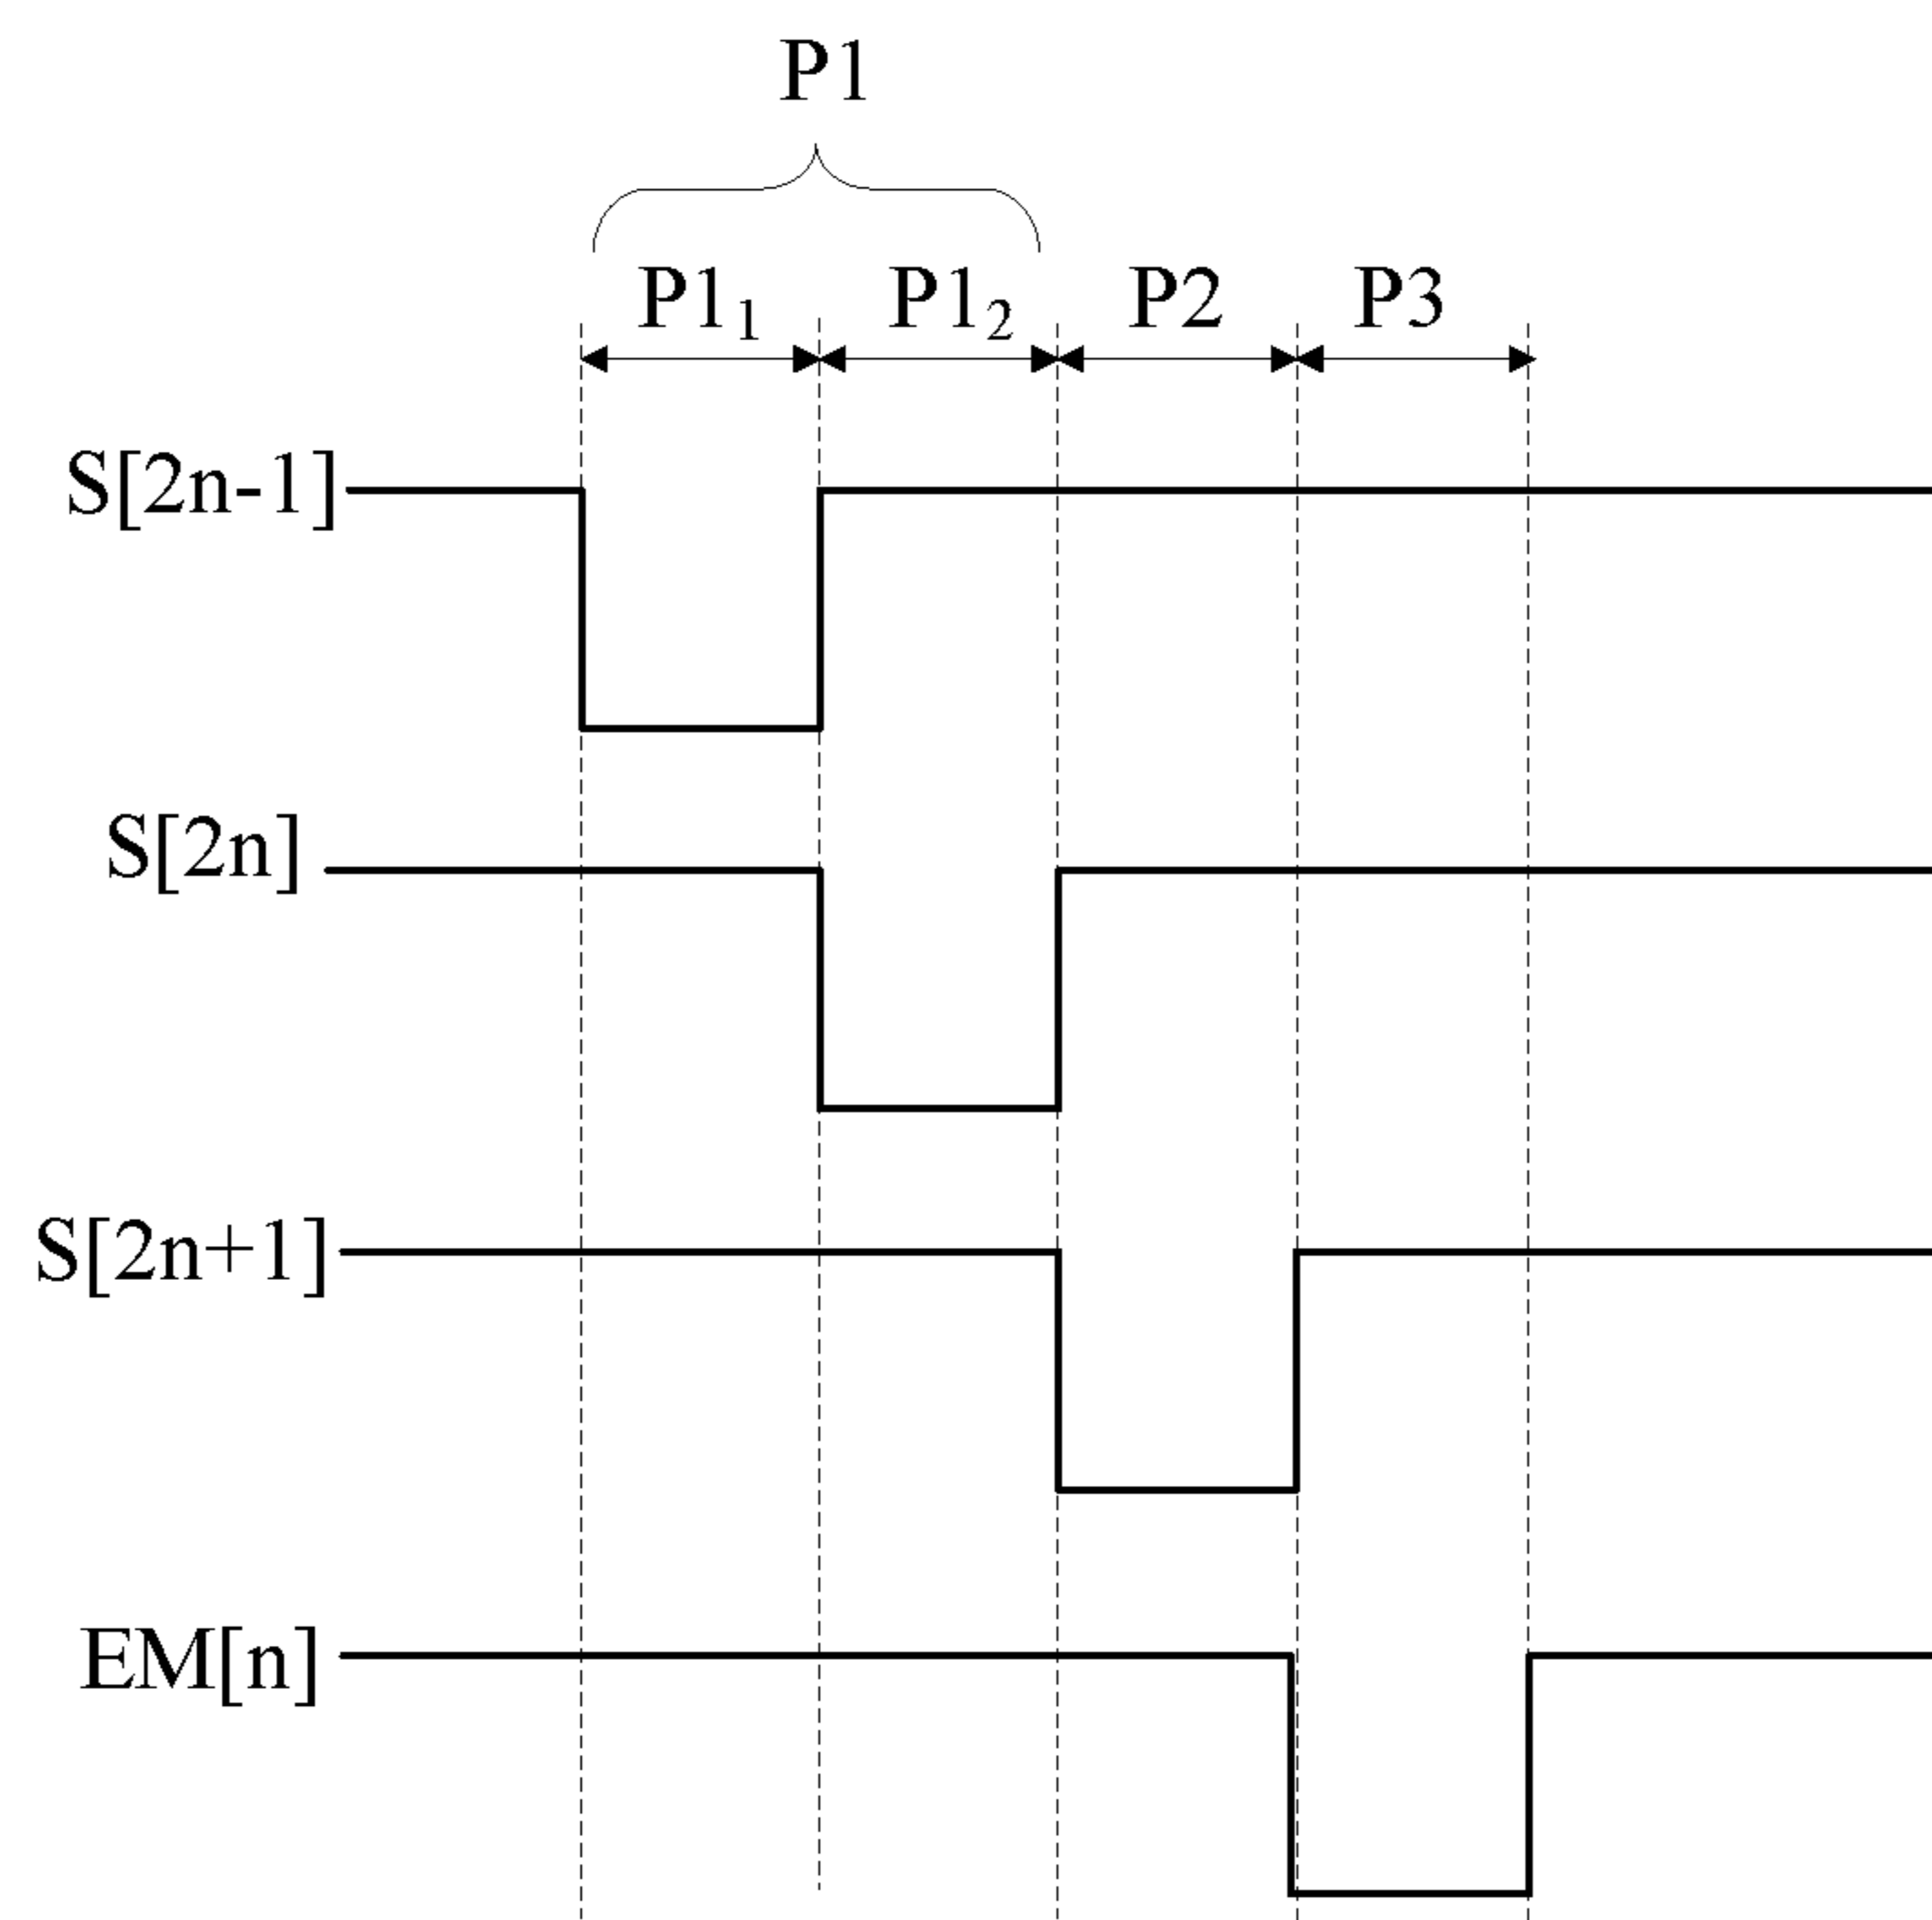 P1
P1₁ P1₂ P2 P3
S[2n-1]
S[2n]
S[2n+1]
EM[n]